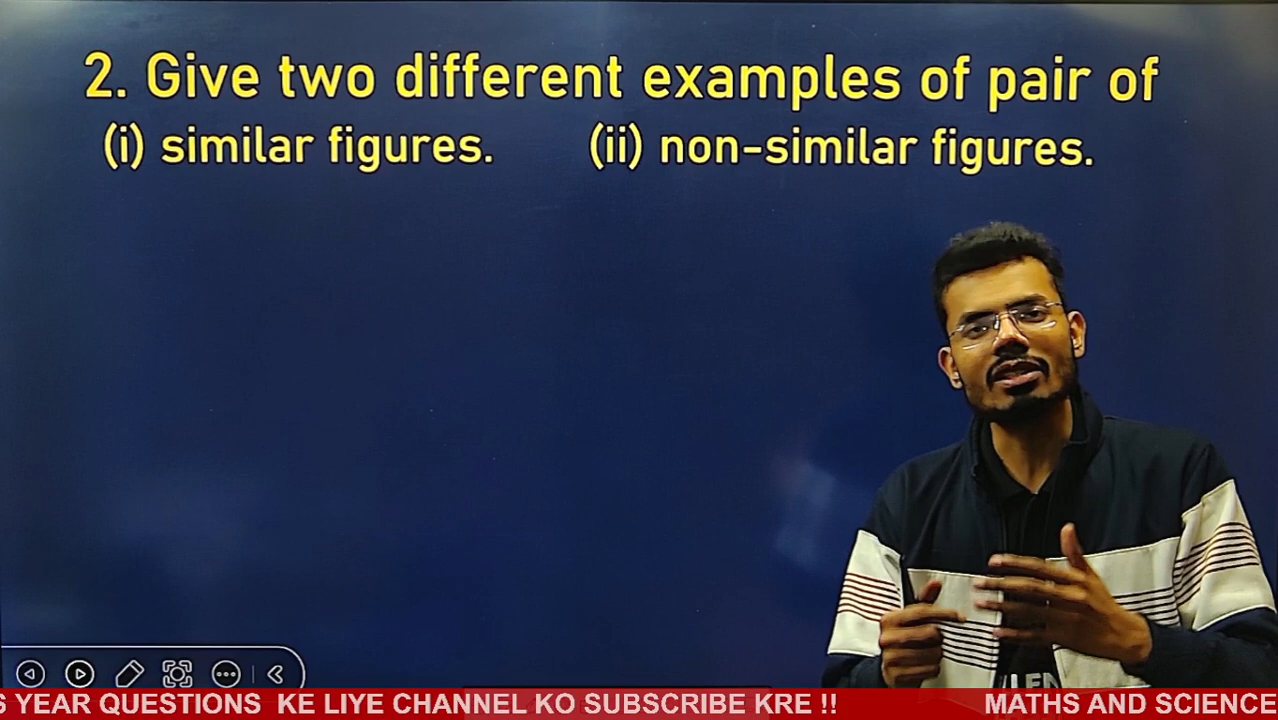 2. Give two different examples of pair of
(i) similar figures. (ii) non-similar figures.
YEAR QUESTIONS KE LIYE CHANNEL KO SUBSCRIBE KRE !! MATHS AND SCIENCE